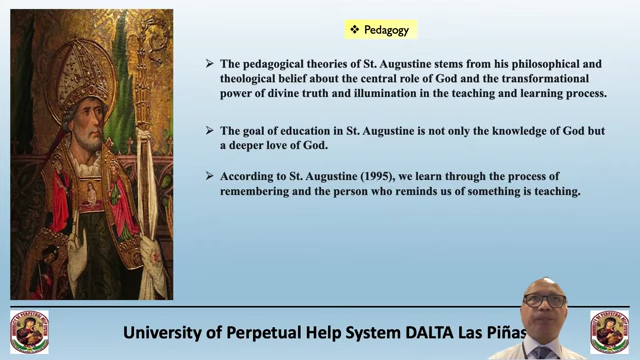 Pedagogy
The pedagogical theories of St. Augustine stems from his philosophical and
theological belief about the central role of God and the transformational
power of divine truth and illumination in the teaching and learning process.
The goal of education in St. Augustine is not only the knowledge of God but
a deeper love of God.
According to St. Augustine (1995), we learn through the process of
remembering and the person who reminds us of something is teaching.
University of Perpetual Help System DALTA Las Piñas